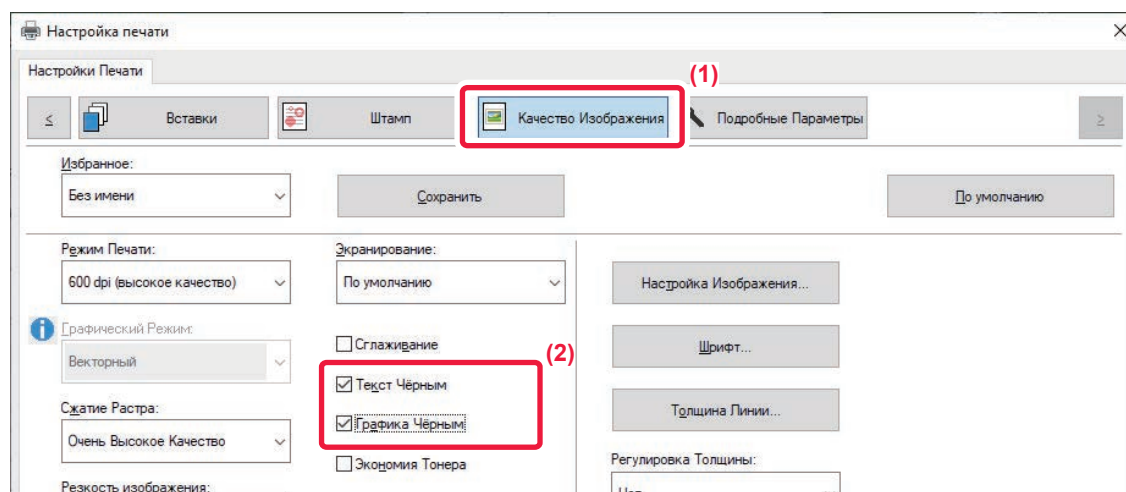 Настройка печати
Настройки Печати
(1)
<
Вставки
Штамп
Качество Изображения
Подробные Параметры
>
Избранное:
Без имени
Сохранить
По умолчанию
Режим Печати:
Экранирование:
600 dpi (высокое качество)
По умолчанию
Настройка Изображения...
Графический Режим:
Векторный
Сглаживание
(2)
Шрифт...
Текст Чёрным
Сжатие Растра:
Графика Чёрным
Толщина Линии...
Очень Высокое Качество
Экономия Тонера
Регулировка Толщины:
Резкость изображения: